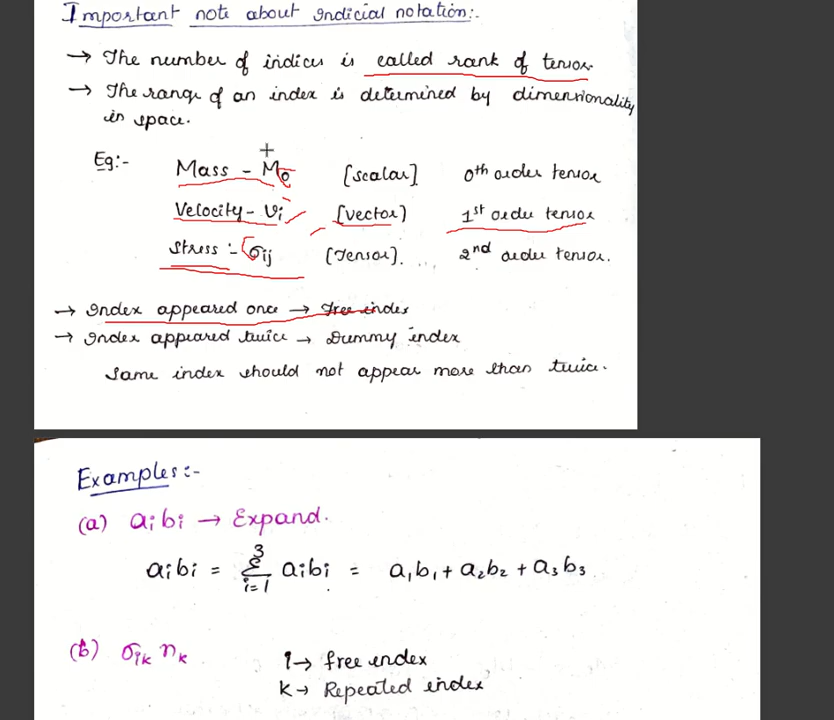 Important note about Indicial notation:-
→ The number of indices is called rank of tensor.
→ The range of an index is determined by dimensionality
in space.
Eg:- Mass - M₀ [scalar] 0th order tensor
Velocity - vᵢ [vector] 1st order tensor
Stress :- σij [Tensor]. 2nd order tensor.
→ Index appeared once → Free index
→ Index appeared twice → Dummy index
Same index should not appear more than twice.
Examples:-
(a) aᵢbᵢ → Expand.
aᵢbᵢ = Σ³ᵢ₌₁ aᵢbᵢ = a₁b₁ + a₂b₂ + a₃b₃
(b) σik nk i → free index
k → Repeated index